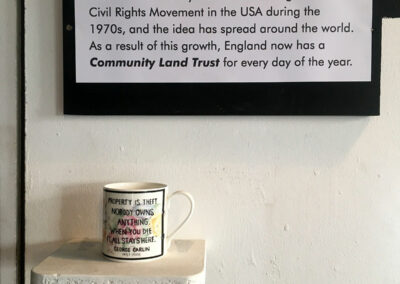 Civil Rights Movement in the USA during the
1970s, and the idea has spread around the world.
As a result of this growth, England now has a
Community Land Trust for every day of the year.
PROPERTY IS THEFT.
NOBODY OWNS
ANYTHING.
WHEN YOU DIE
IT ALL STAYS HERE."
GEORGE CARLIN